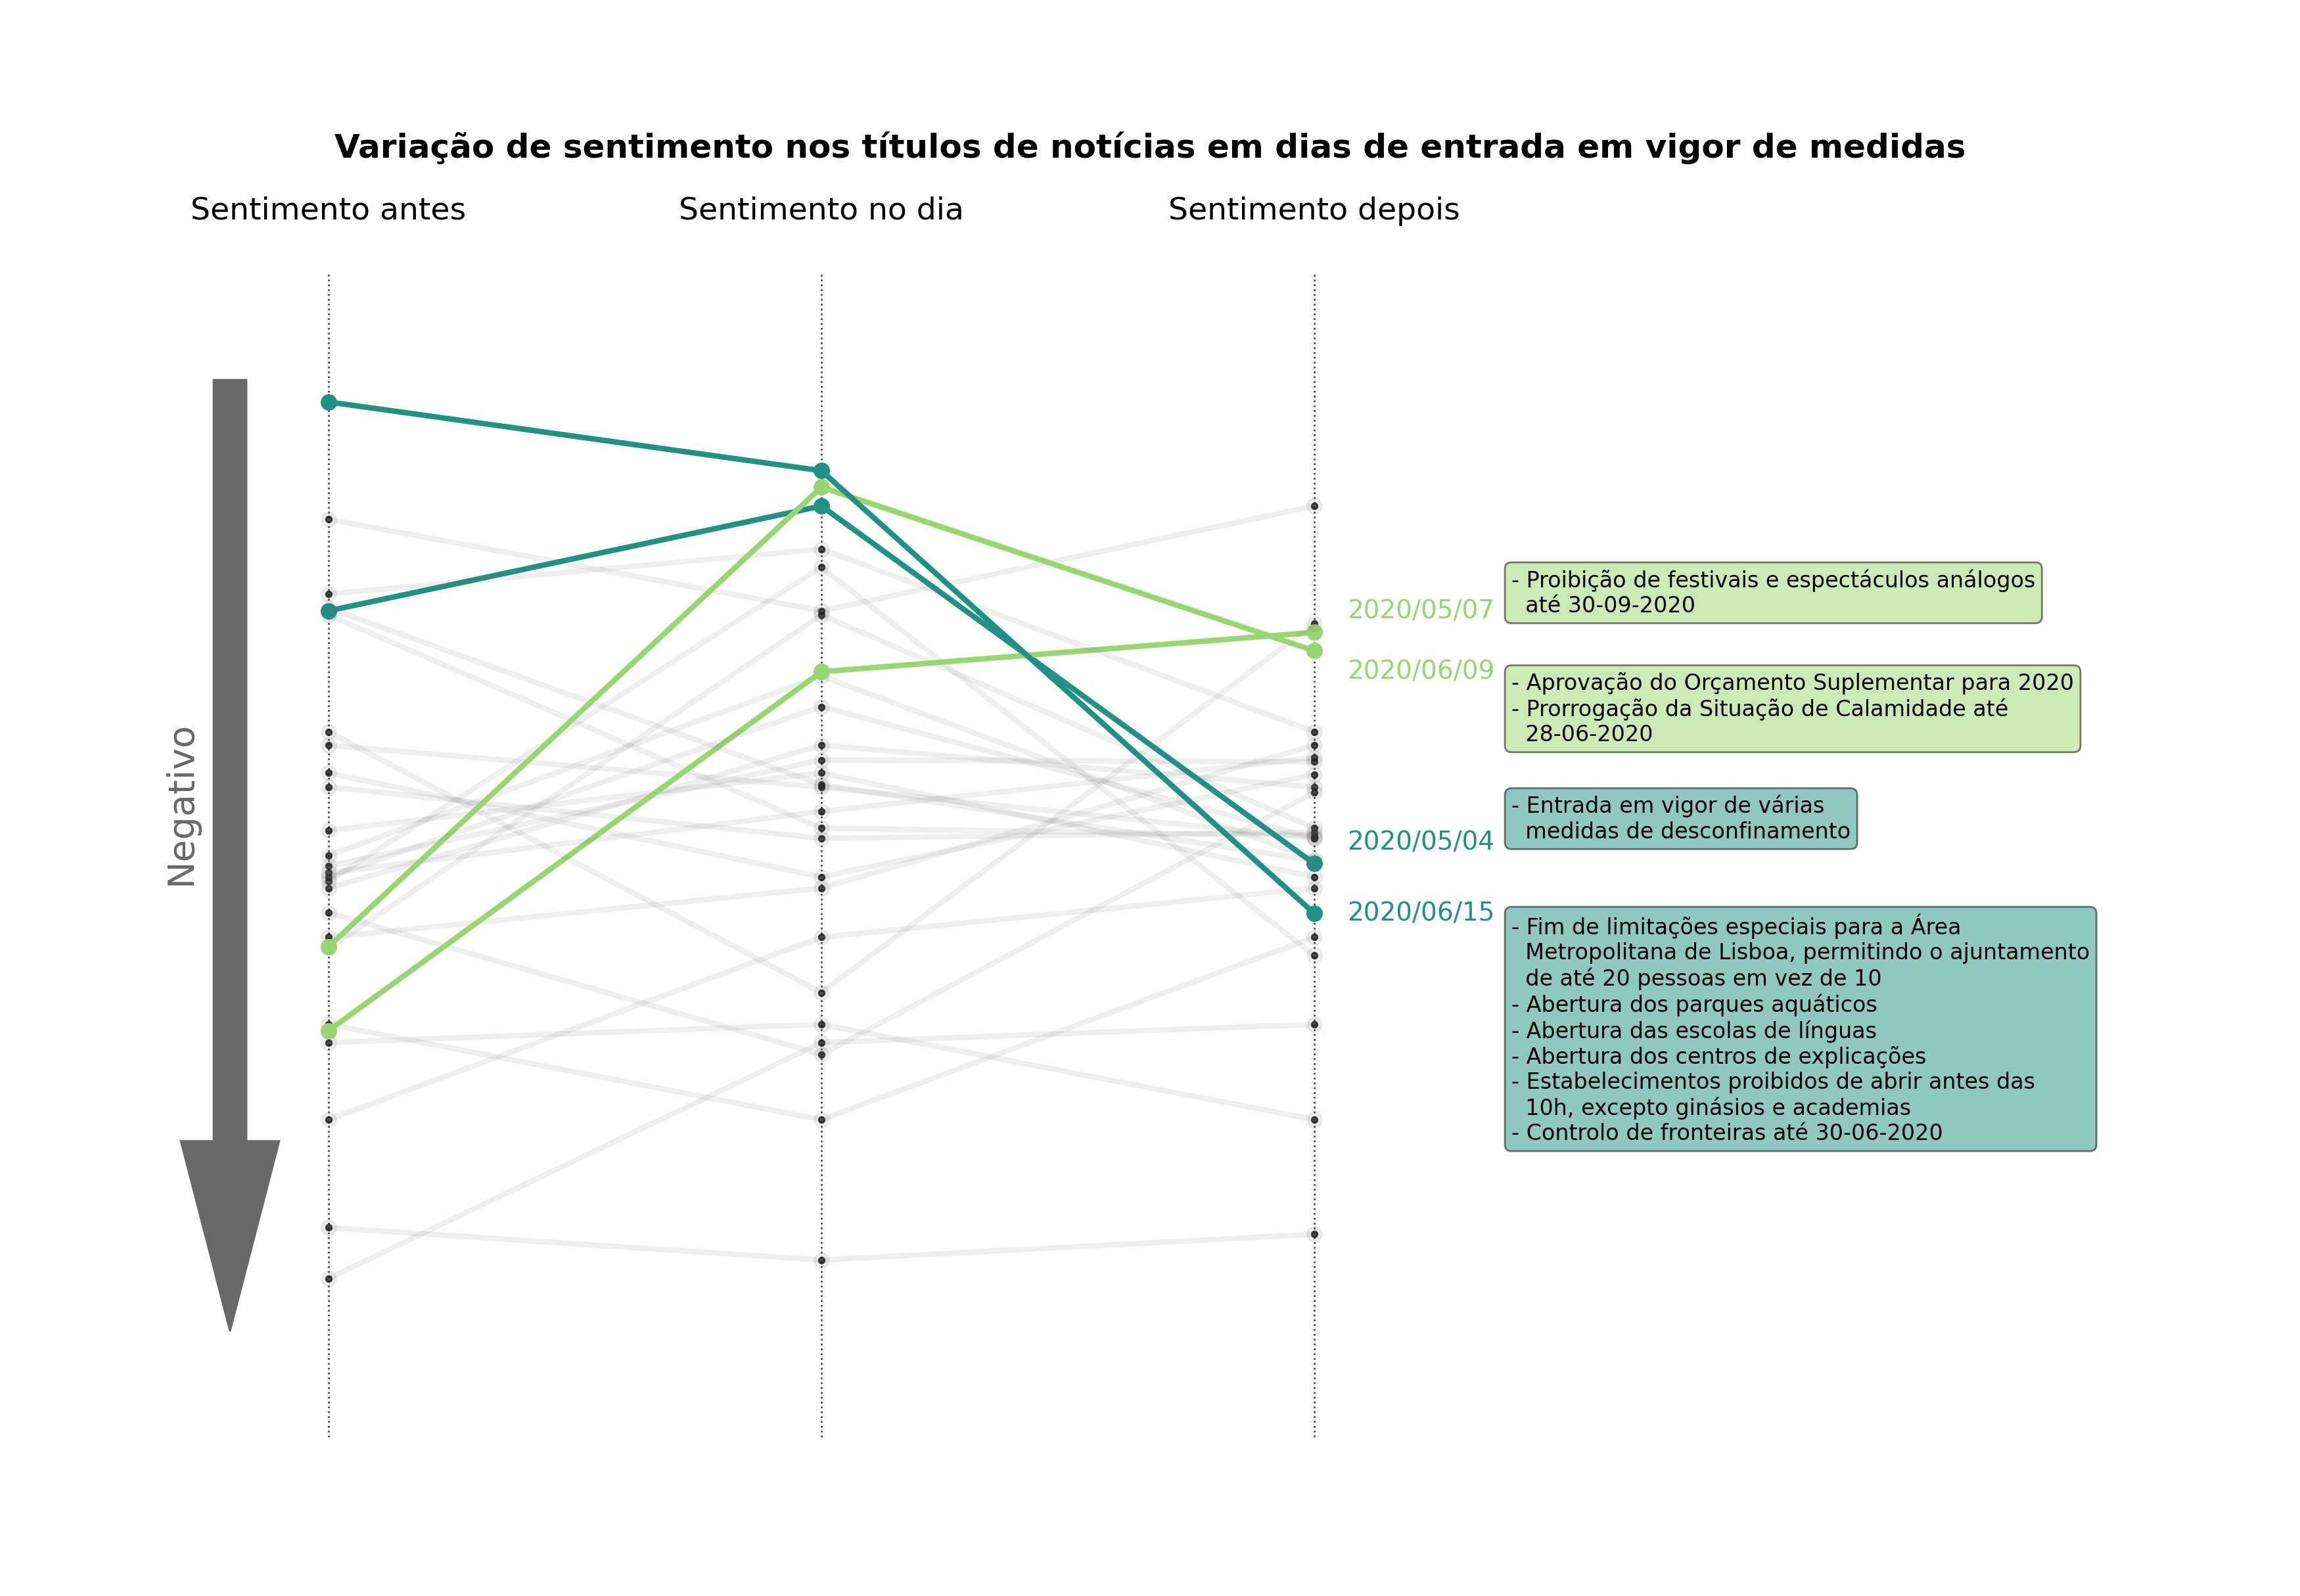 Variação de sentimento nos títulos de notícias em dias de entrada em vigor de medidas
Sentimento antes
Sentimento no dia
Sentimento depois
Negativo
2020/05/07
- Proibição de festivais e espectáculos análogos
até 30-09-2020
2020/06/09
- Aprovação do Orçamento Suplementar para 2020
- Prorrogação da Situação de Calamidade até
28-06-2020
2020/05/04
- Entrada em vigor de várias
medidas de desconfinamento
2020/06/15
- Fim de limitações especiais para a Área
Metropolitana de Lisboa, permitindo o ajuntamento
de até 20 pessoas em vez de 10
- Abertura dos parques aquáticos
- Abertura das escolas de línguas
- Abertura dos centros de explicações
- Estabelecimentos proibidos de abrir antes das
10h, excepto ginásios e academias
- Controlo de fronteiras até 30-06-2020